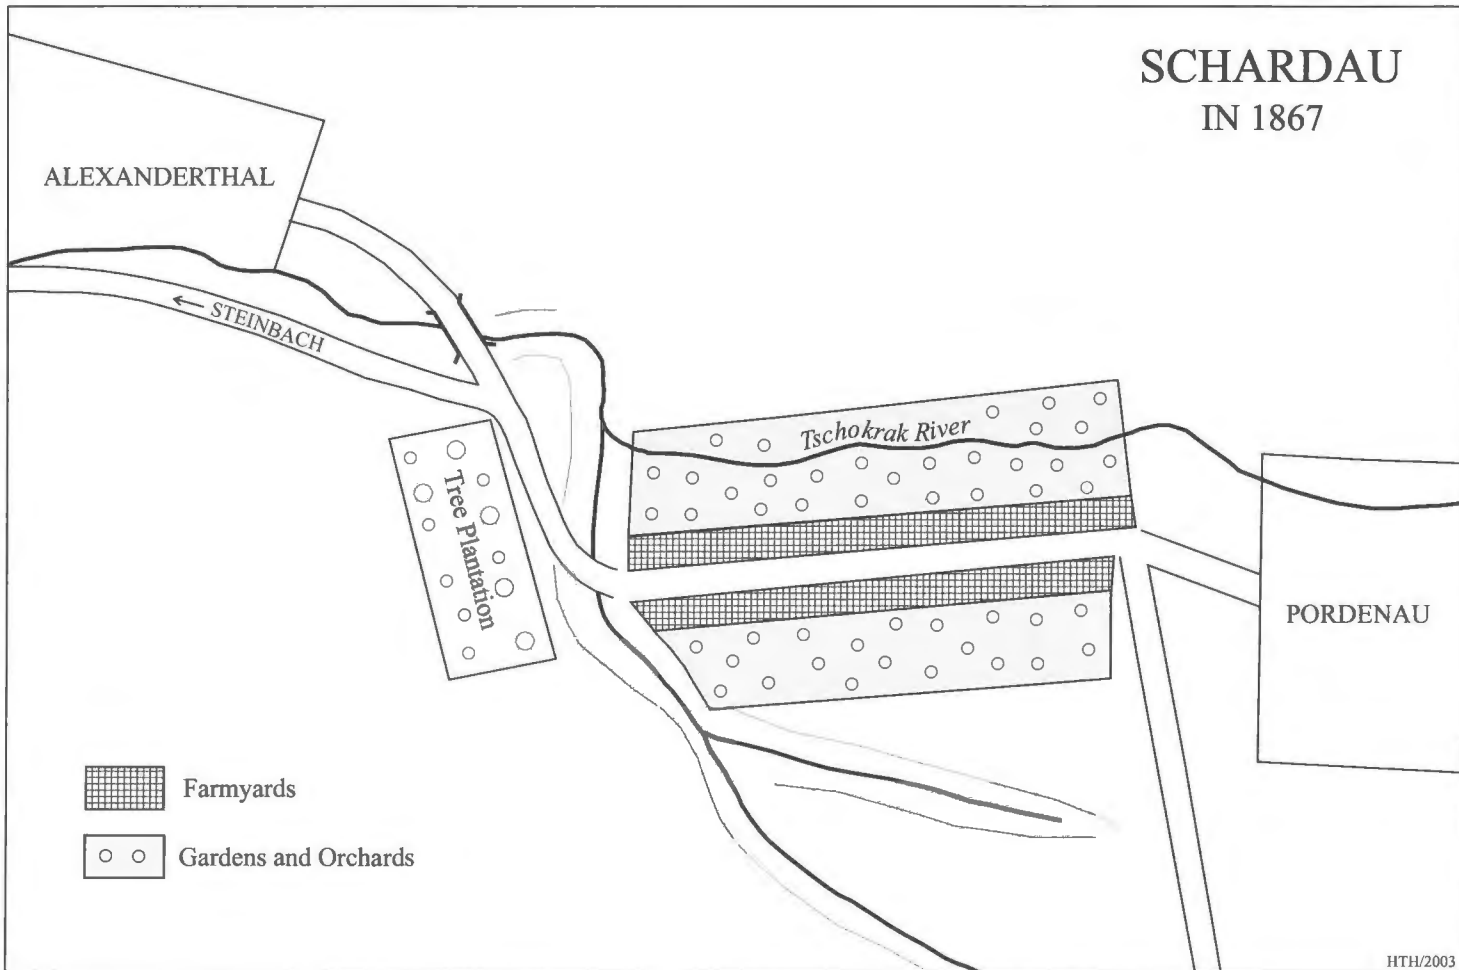 SCHARDAU
IN 1867
ALEXANDERTHAL
← STEINBACH
Tschokrak River
Tree Plantation
PORDENAU
Farmyards
Gardens and Orchards
HTH/2003